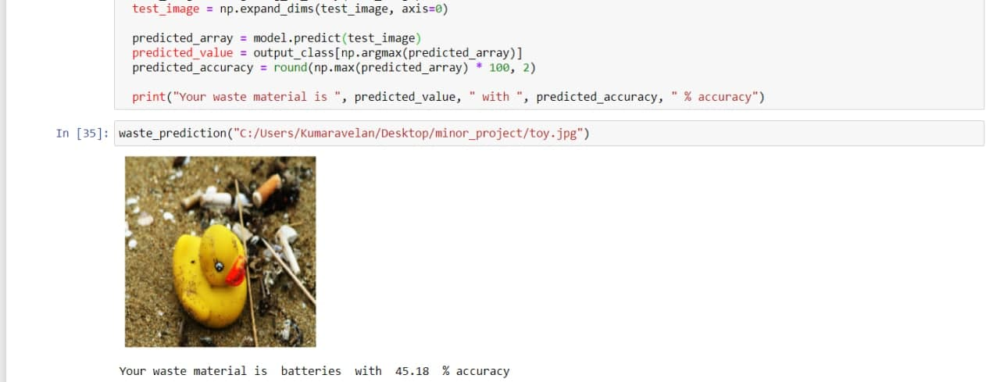 test_image = np.expand_dims(test_image, axis=0)
predicted_array = model.predict(test_image)
predicted_value = output_class[np.argmax(predicted_array)]
predicted_accuracy = round(np.max(predicted_array) * 100, 2)
print("Your waste material is ", predicted_value, " with ", predicted_accuracy, " % accuracy")
In [35]: waste_prediction("C:/Users/Kumaravelan/Desktop/minor_project/toy.jpg")
Your waste material is  batteries  with  45.18  % accuracy